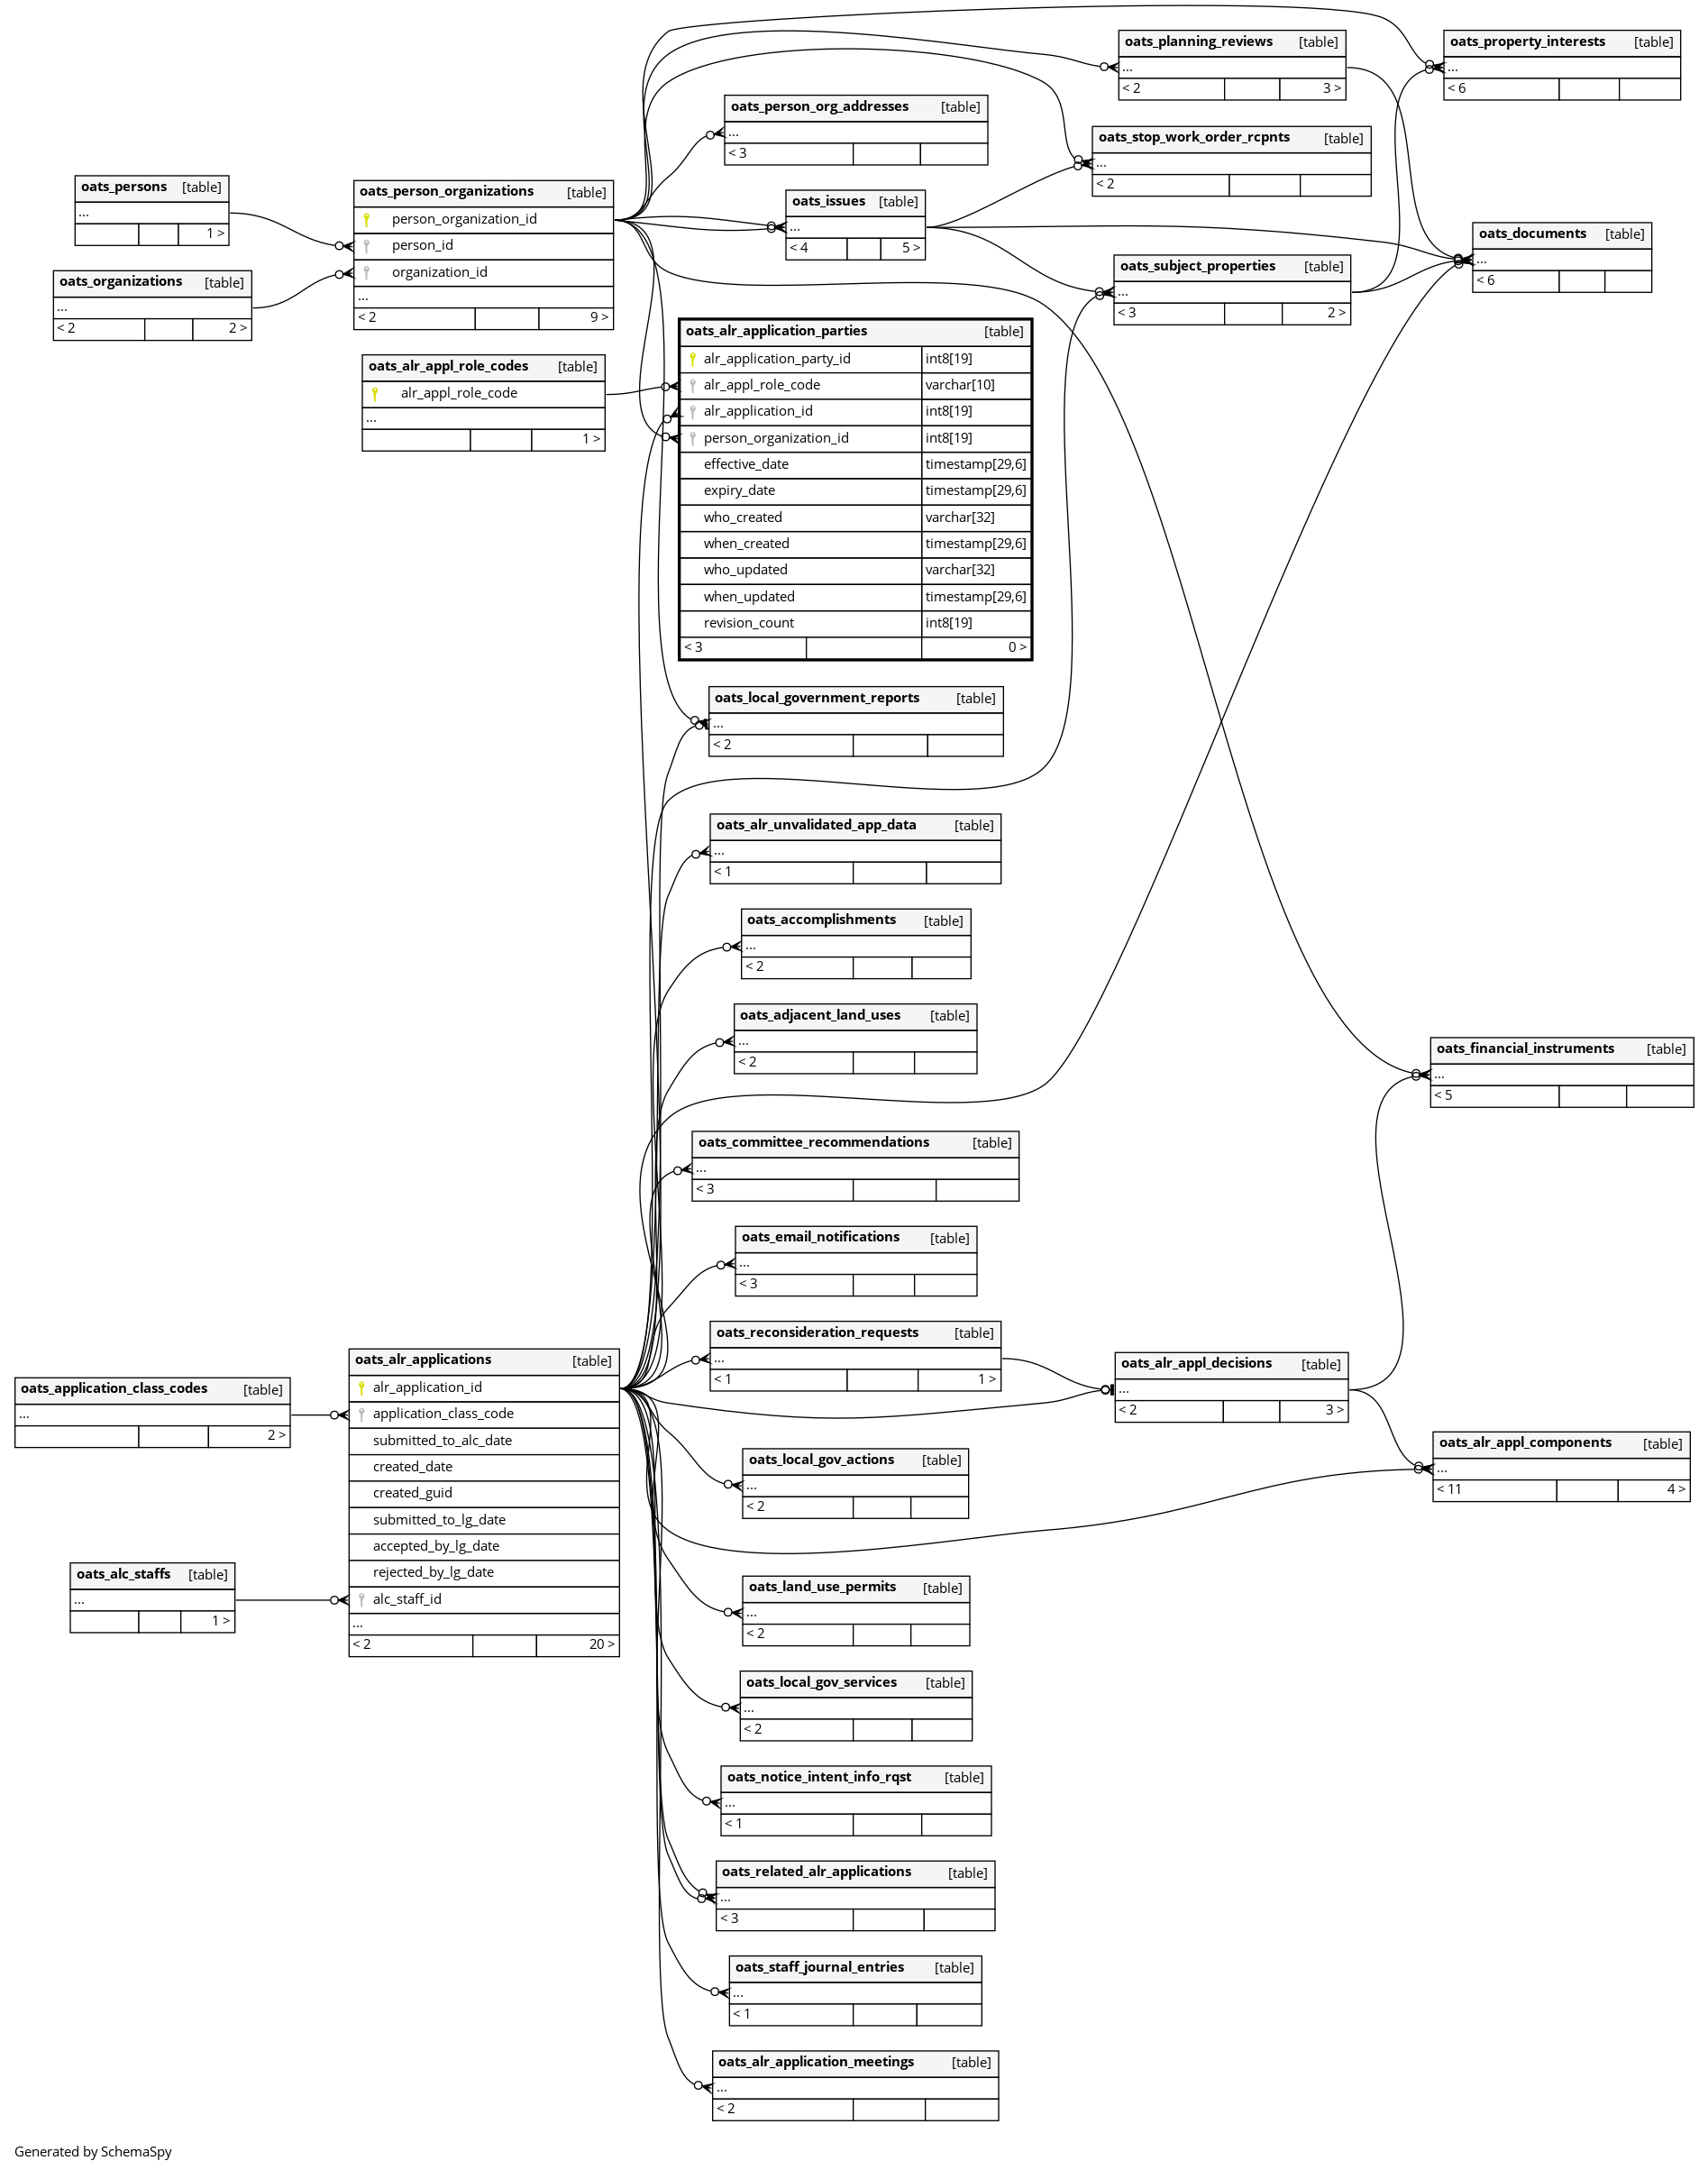 oats_planning_reviews [table]
...
< 2 3 >
oats_property_interests [table]
...
< 6
oats_person_org_addresses [table]
...
< 3
oats_stop_work_order_rcpnts [table]
...
< 2
oats_persons [table]
...
1 >
oats_person_organizations [table]
person_organization_id
person_id
organization_id
...
< 2 9 >
oats_issues [table]
...
< 4 5 >
oats_documents [table]
...
< 6
oats_organizations [table]
...
< 2 2 >
oats_subject_properties [table]
...
< 3 2 >
oats_alr_application_parties [table]
alr_application_party_id int8[19]
alr_appl_role_code varchar[10]
alr_application_id int8[19]
person_organization_id int8[19]
effective_date timestamp[29,6]
expiry_date timestamp[29,6]
who_created varchar[32]
when_created timestamp[29,6]
who_updated varchar[32]
when_updated timestamp[29,6]
revision_count int8[19]
< 3 0 >
oats_alr_appl_role_codes [table]
alr_appl_role_code
...
1 >
oats_local_government_reports [table]
...
< 2
oats_alr_unvalidated_app_data [table]
...
< 1
oats_accomplishments [table]
...
< 2
oats_adjacent_land_uses [table]
...
< 2
oats_financial_instruments [table]
...
< 5
oats_committee_recommendations [table]
...
< 3
oats_email_notifications [table]
...
< 3
oats_reconsideration_requests [table]
...
< 1 1 >
oats_alr_appl_decisions [table]
...
< 2 3 >
oats_alr_applications [table]
alr_application_id
application_class_code
submitted_to_alc_date
created_date
created_guid
submitted_to_lg_date
accepted_by_lg_date
rejected_by_lg_date
alc_staff_id
...
< 2 20 >
oats_application_class_codes [table]
...
2 >
oats_alr_appl_components [table]
...
< 11 4 >
oats_local_gov_actions [table]
...
< 2
oats_alc_staffs [table]
...
1 >
oats_land_use_permits [table]
...
< 2
oats_local_gov_services [table]
...
< 2
oats_notice_intent_info_rqst [table]
...
< 1
oats_related_alr_applications [table]
...
< 3
oats_staff_journal_entries [table]
...
< 1
oats_alr_application_meetings [table]
...
< 2
Generated by SchemaSpy